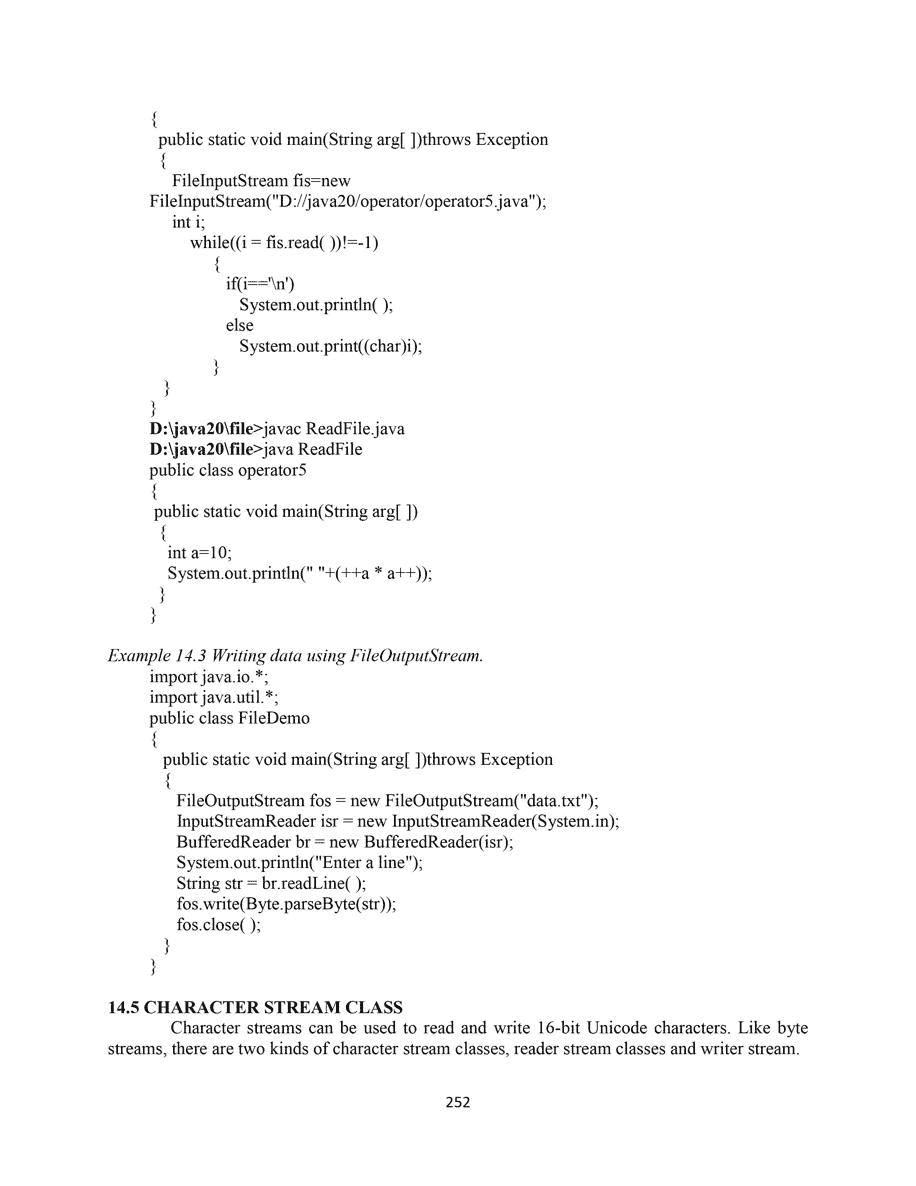 {
public static void main(String arg[ ])throws Exception
{
FileInputStream fis=new
FileInputStream("D://java20/operator/operator5.java");
int i;
while((i = fis.read( ))!=-1)
{
if(i=='\n')
System.out.println( );
else
System.out.print((char)i);
}
}
}
D:\java20\file>javac ReadFile.java
D:\java20\file>java ReadFile
public class operator5
{
public static void main(String arg[ ])
{
int a=10;
System.out.println(" "+(++a * a++));
}
}
Example 14.3 Writing data using FileOutputStream.
import java.io.*;
import java.util.*;
public class FileDemo
{
public static void main(String arg[ ])throws Exception
{
FileOutputStream fos = new FileOutputStream("data.txt");
InputStreamReader isr = new InputStreamReader(System.in);
BufferedReader br = new BufferedReader(isr);
System.out.println("Enter a line");
String str = br.readLine( );
fos.write(Byte.parseByte(str));
fos.close( );
}
}
14.5 CHARACTER STREAM CLASS
Character streams can be used to read and write 16-bit Unicode characters. Like byte
streams, there are two kinds of character stream classes, reader stream classes and writer stream.
252